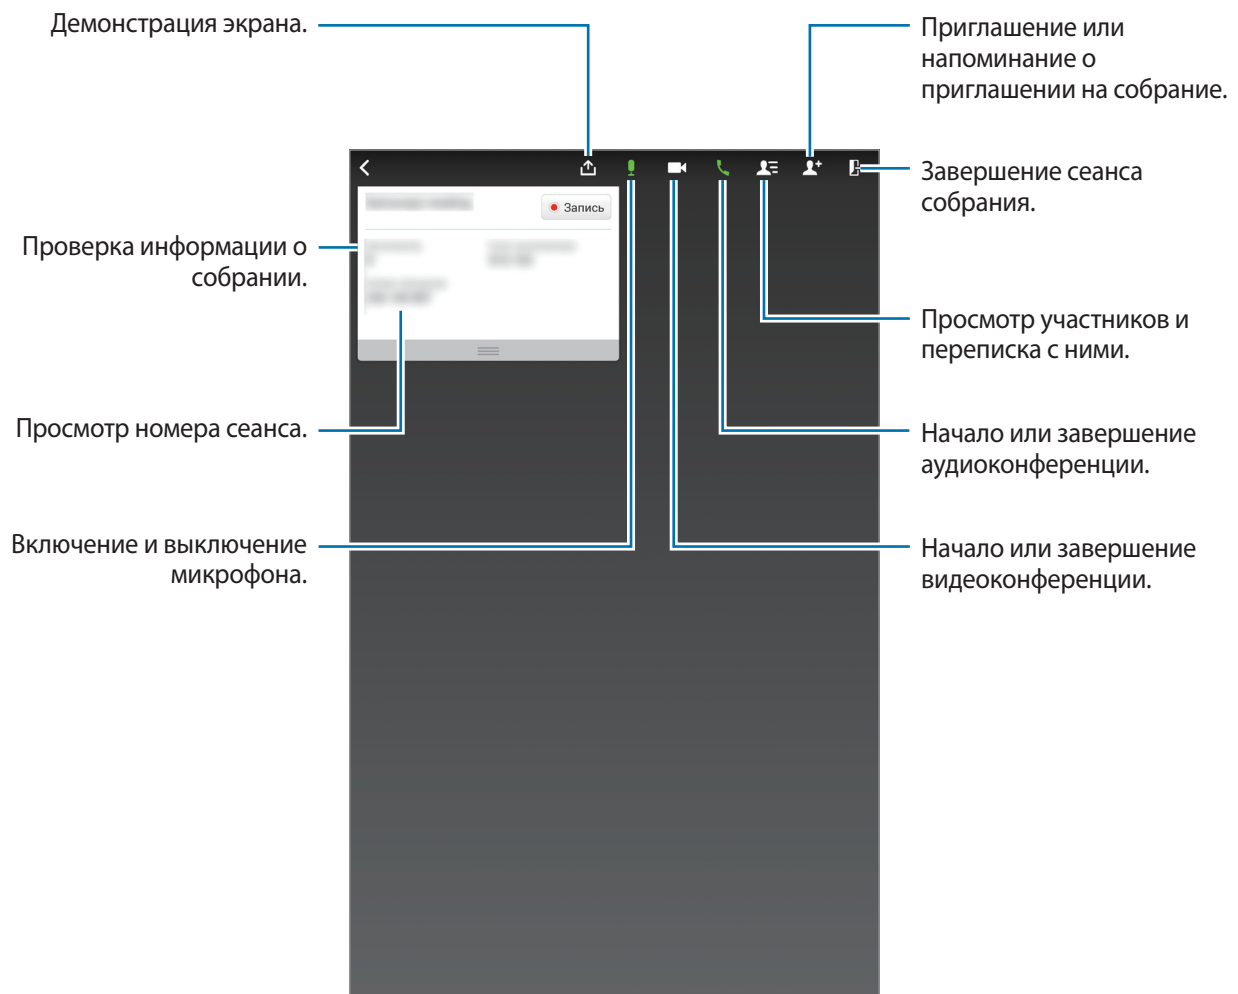 Демонстрация экрана.
Приглашение или
напоминание о
приглашении на собрание.
Завершение сеанса
собрания.
Запись
Проверка информации о
собрании.
Просмотр участников и
переписка с ними.
Просмотр номера сеанса.
Начало или завершение
аудиоконференции.
Включение и выключение
микрофона.
Начало или завершение
видеоконференции.